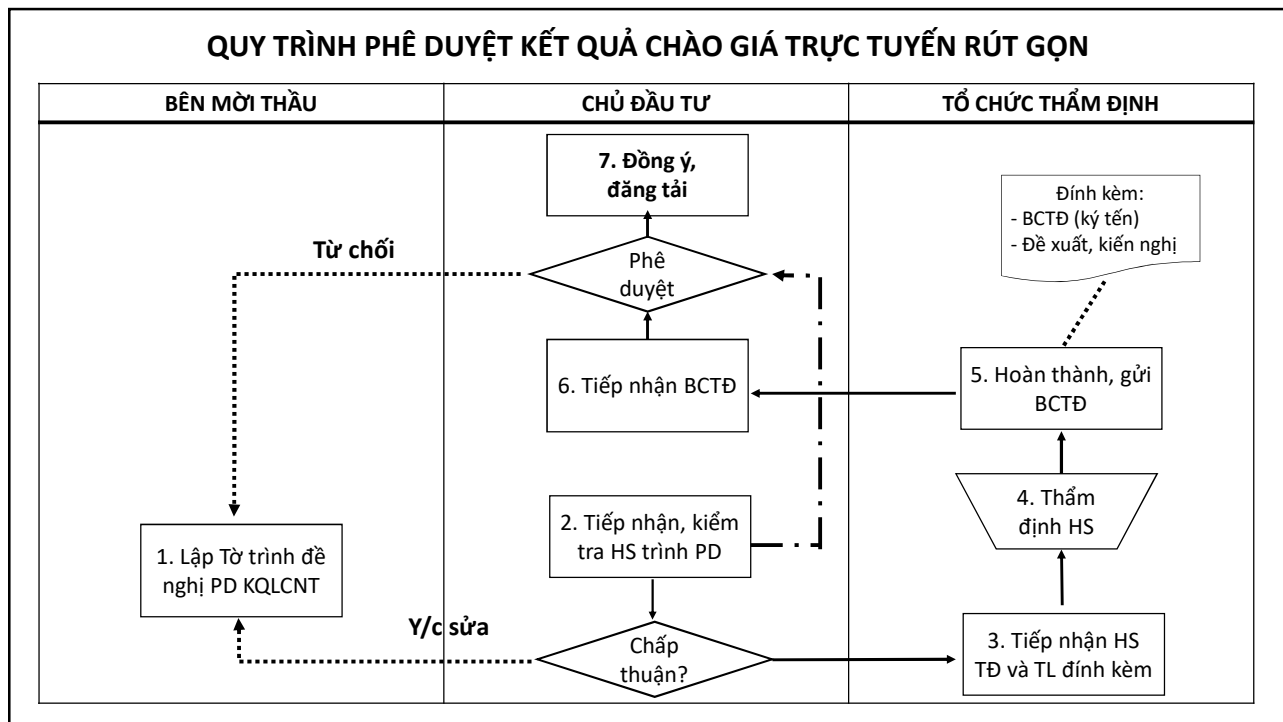 QUY TRÌNH PHÊ DUYỆT KẾT QUẢ CHÀO GIÁ TRỰC TUYẾN RÚT GỌN
BÊN MỜI THẦU
CHỦ ĐẦU TƯ
TỔ CHỨC THẨM ĐỊNH
7. Đồng ý,
đăng tải
Đính kèm:
- BCTĐ (ký tến)
- Đề xuất, kiến nghị
Từ chối
Phê
duyệt
6. Tiếp nhận BCTĐ
5. Hoàn thành, gửi
BCTĐ
4. Thẩm
định HS
2. Tiếp nhận, kiểm
tra HS trình PD
1. Lập Tờ trình đề
nghị PD KQLCNT
Y/c sửa
Chấp
thuận?
3. Tiếp nhận HS
TĐ và TL đính kèm